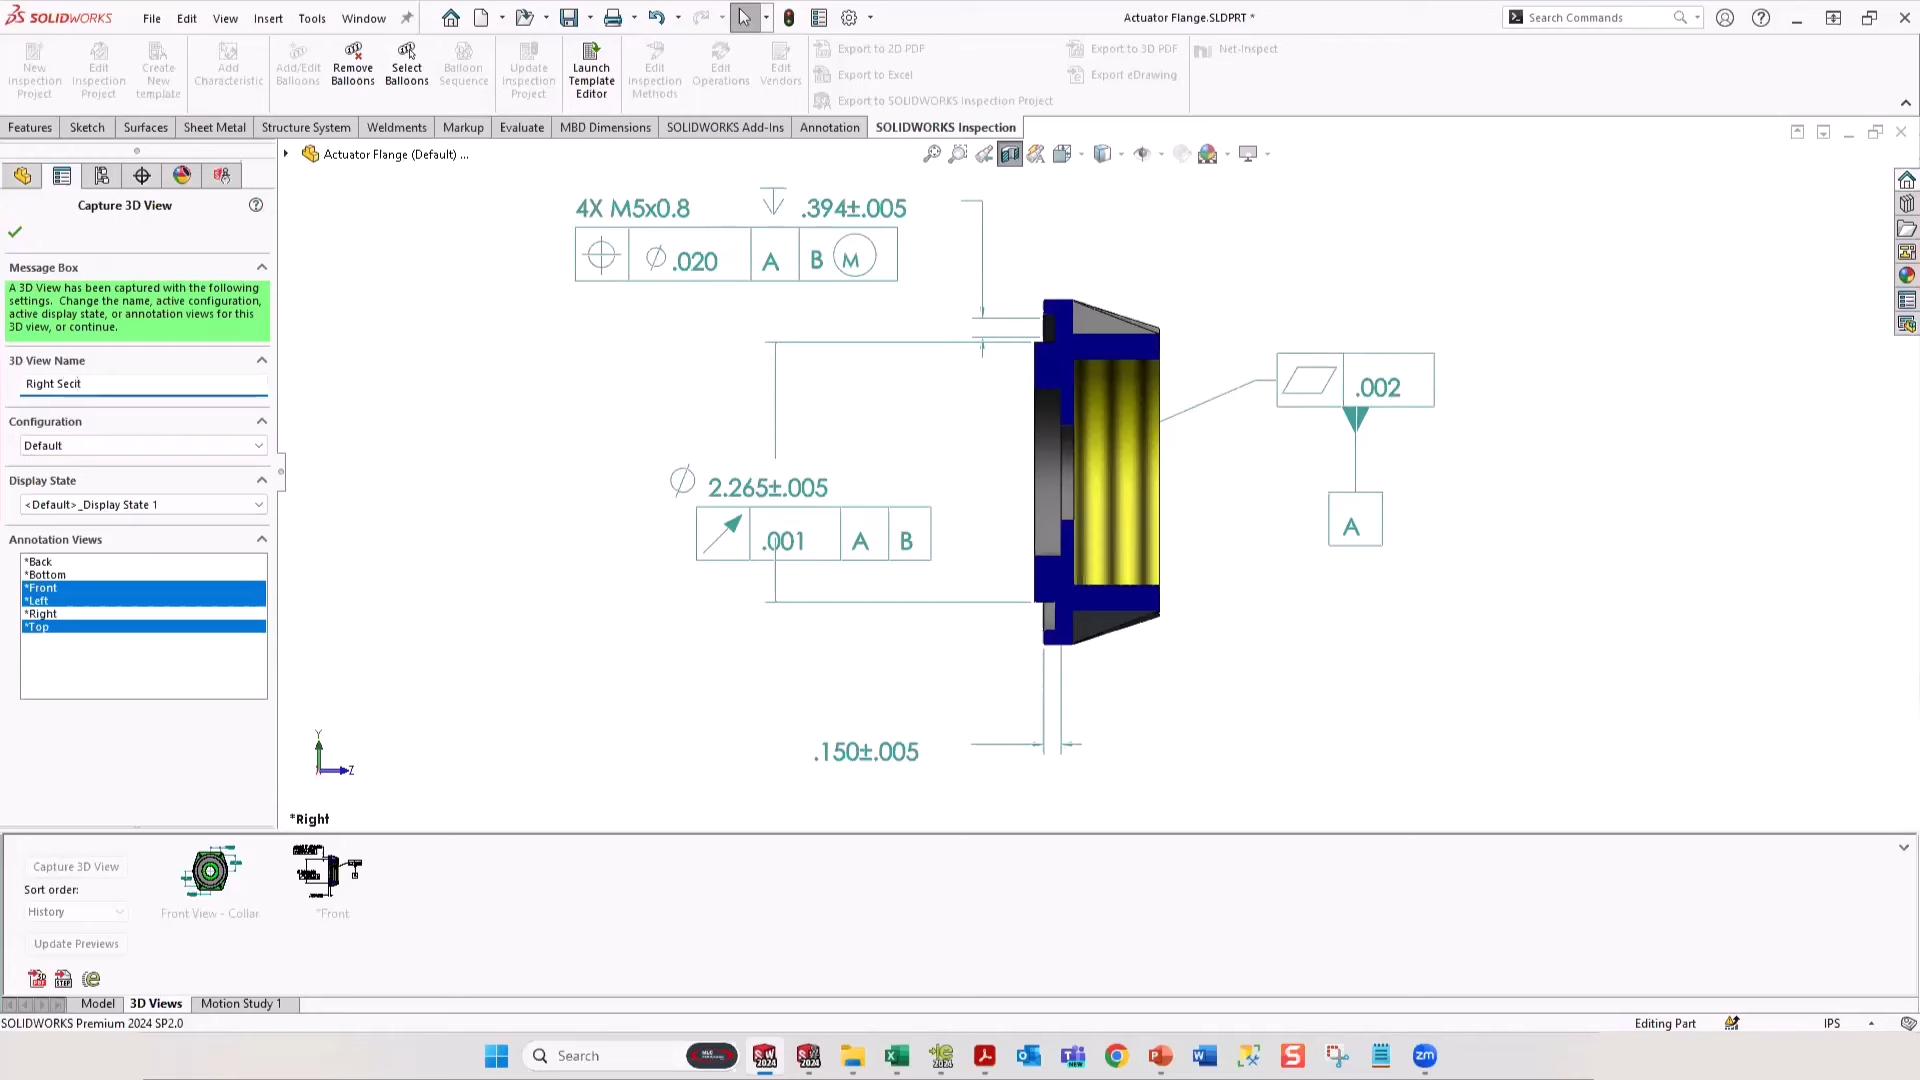 SOLIDWORKS File Edit View Insert Tools Window Actuator Flange.SLDPRT * Search Commands
New Inspection Project
Edit Inspection Project
Create New template
Add Characteristic
Add/Edit Balloons
Remove Balloons
Select Balloons
Balloon Sequence
Update Inspection Project
Launch Template Editor
Edit Inspection Methods
Edit Operations
Edit Vendors
Export to 2D PDF
Export to Excel
Export to SOLIDWORKS Inspection Project
Export to 3D PDF
Export eDrawing
Net-Inspect
Features Sketch Surfaces Sheet Metal Structure System Weldments Markup Evaluate MBD Dimensions SOLIDWORKS Add-Ins Annotation SOLIDWORKS Inspection
Actuator Flange (Default) ...
Capture 3D View
Message Box
A 3D View has been captured with the following
settings. Change the name, active configuration,
active display state, or annotation views for this
3D view, or continue.
3D View Name
Right Secit
Configuration
Default
Display State
<Default>_Display State 1
Annotation Views
*Back
*Bottom
*Front
*Left
*Right
*Top
4X M5x0.8 .394±.005
∅ .020 A B M
.002
A
∅ 2.265±.005
.001 A B
.150±.005
Y
Z
*Right
Capture 3D View
Sort order:
History
Update Previews
Front View - Collar
*Front
Model 3D Views Motion Study 1
SOLIDWORKS Premium 2024 SP2.0 Editing Part IPS
Search